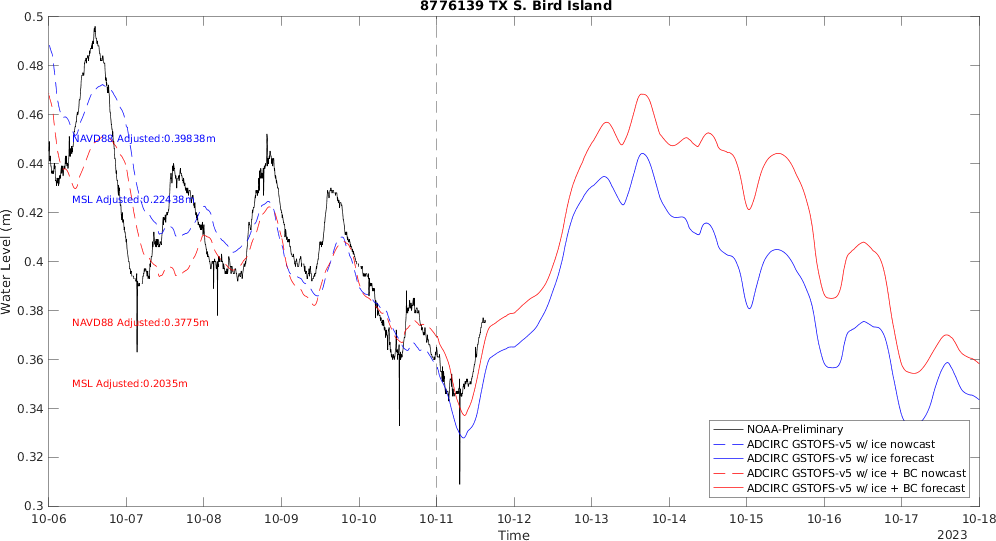 8776139 TX S. Bird Island
0.5
0.48
0.46
0.44
0.42
0.4
0.38
0.36
0.34
0.32
0.3
Water Level (m)
NAVD88 Adjusted:0.39838m
MSL Adjusted:0.22438m
NAVD88 Adjusted:0.3775m
MSL Adjusted:0.2035m
NOAA-Preliminary
ADCIRC GSTOFS-v5 w/ ice nowcast
ADCIRC GSTOFS-v5 w/ ice forecast
ADCIRC GSTOFS-v5 w/ ice + BC nowcast
ADCIRC GSTOFS-v5 w/ ice + BC forecast
10-06 10-07 10-08 10-09 10-10 10-11 10-12 10-13 10-14 10-15 10-16 10-17 10-18
Time
2023